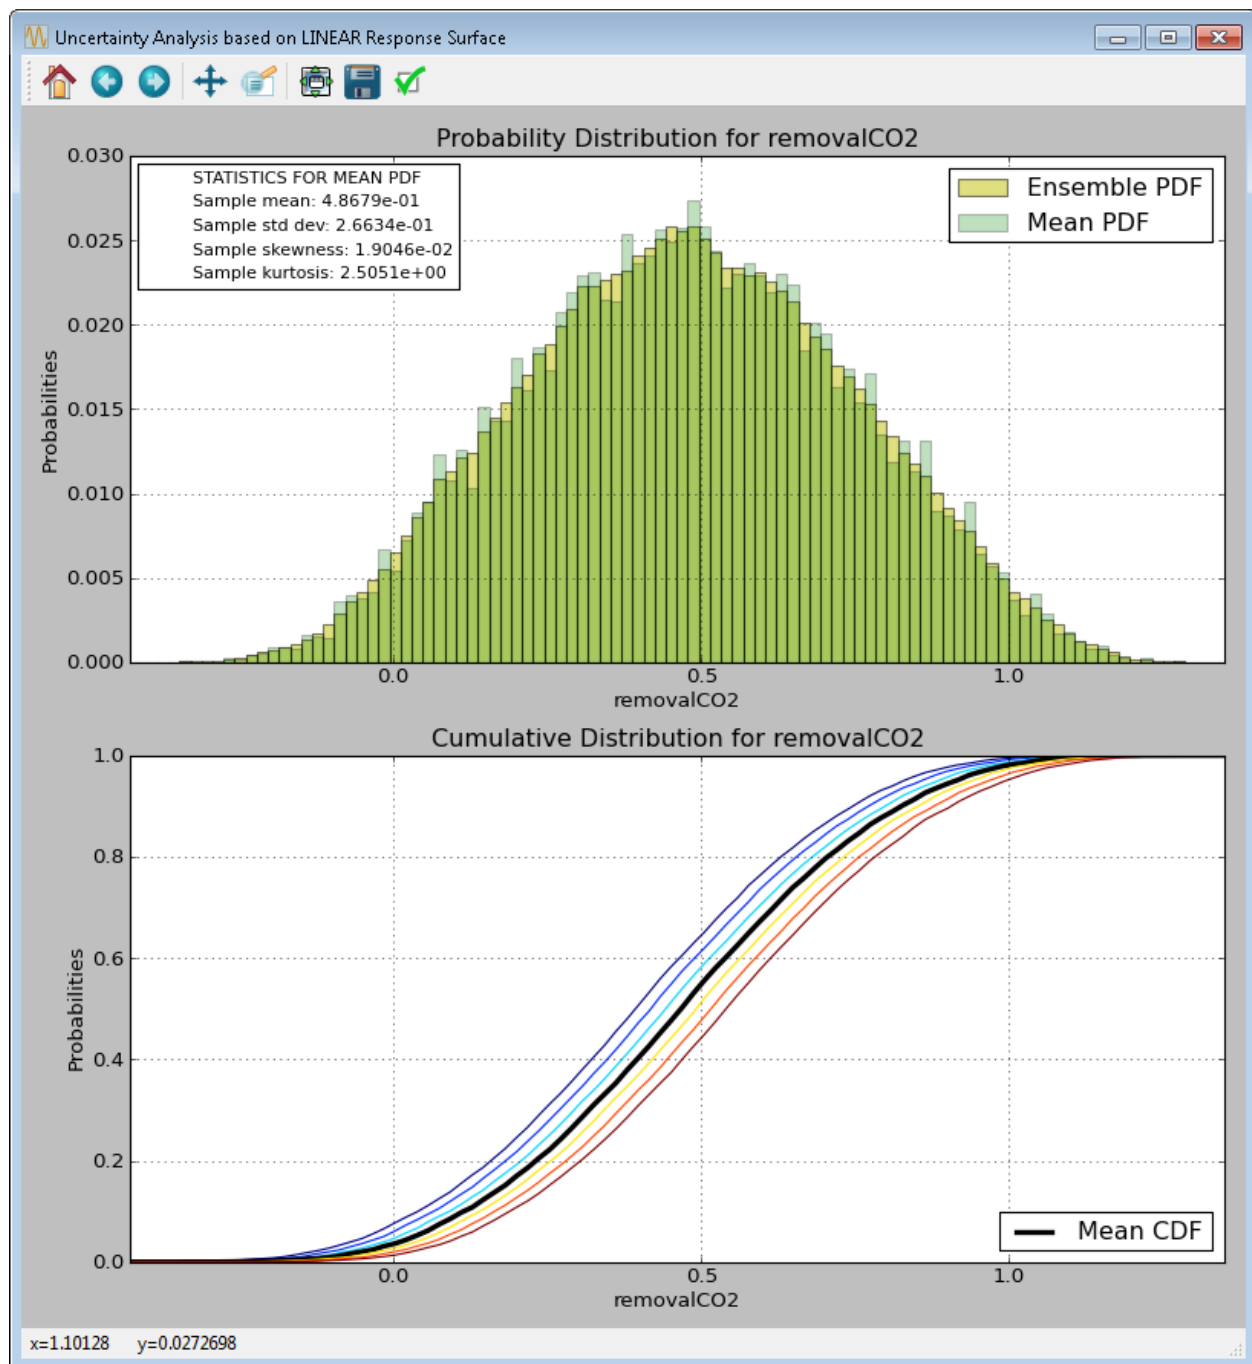 Uncertainty Analysis based on LINEAR Response Surface
Probability Distribution for removalCO2
0.030
0.025
0.020
0.015
0.010
0.005
0.000
Probabilities
STATISTICS FOR MEAN PDF
Sample mean: 4.8679e-01
Sample std dev: 2.6634e-01
Sample skewness: 1.9046e-02
Sample kurtosis: 2.5051e+00
Ensemble PDF
Mean PDF
0.0 0.5 1.0
removalCO2
Cumulative Distribution for removalCO2
1.0
0.8
0.6
0.4
0.2
0.0
Probabilities
Mean CDF
0.0 0.5 1.0
removalCO2
x=1.10128 y=0.0272698